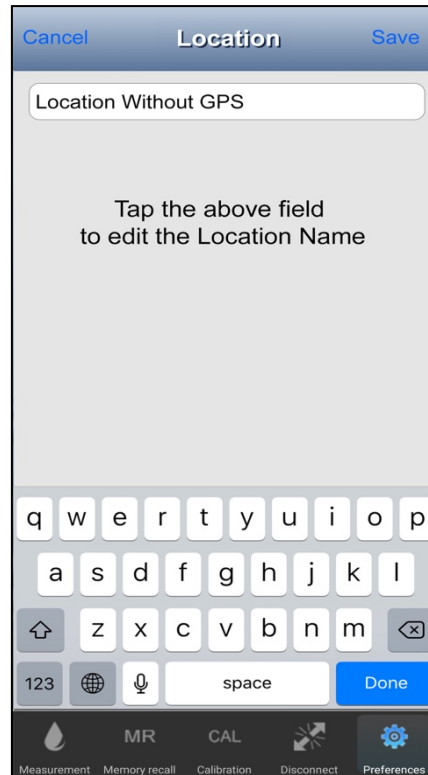 Cancel Location Save
Location Without GPS
Tap the above field
to edit the Location Name
q w e r t y u i o p
a s d f g h j k l
z x c v b n m
123 space Done
MR CAL
Measurement Memory recall Calibration Disconnect Preferences